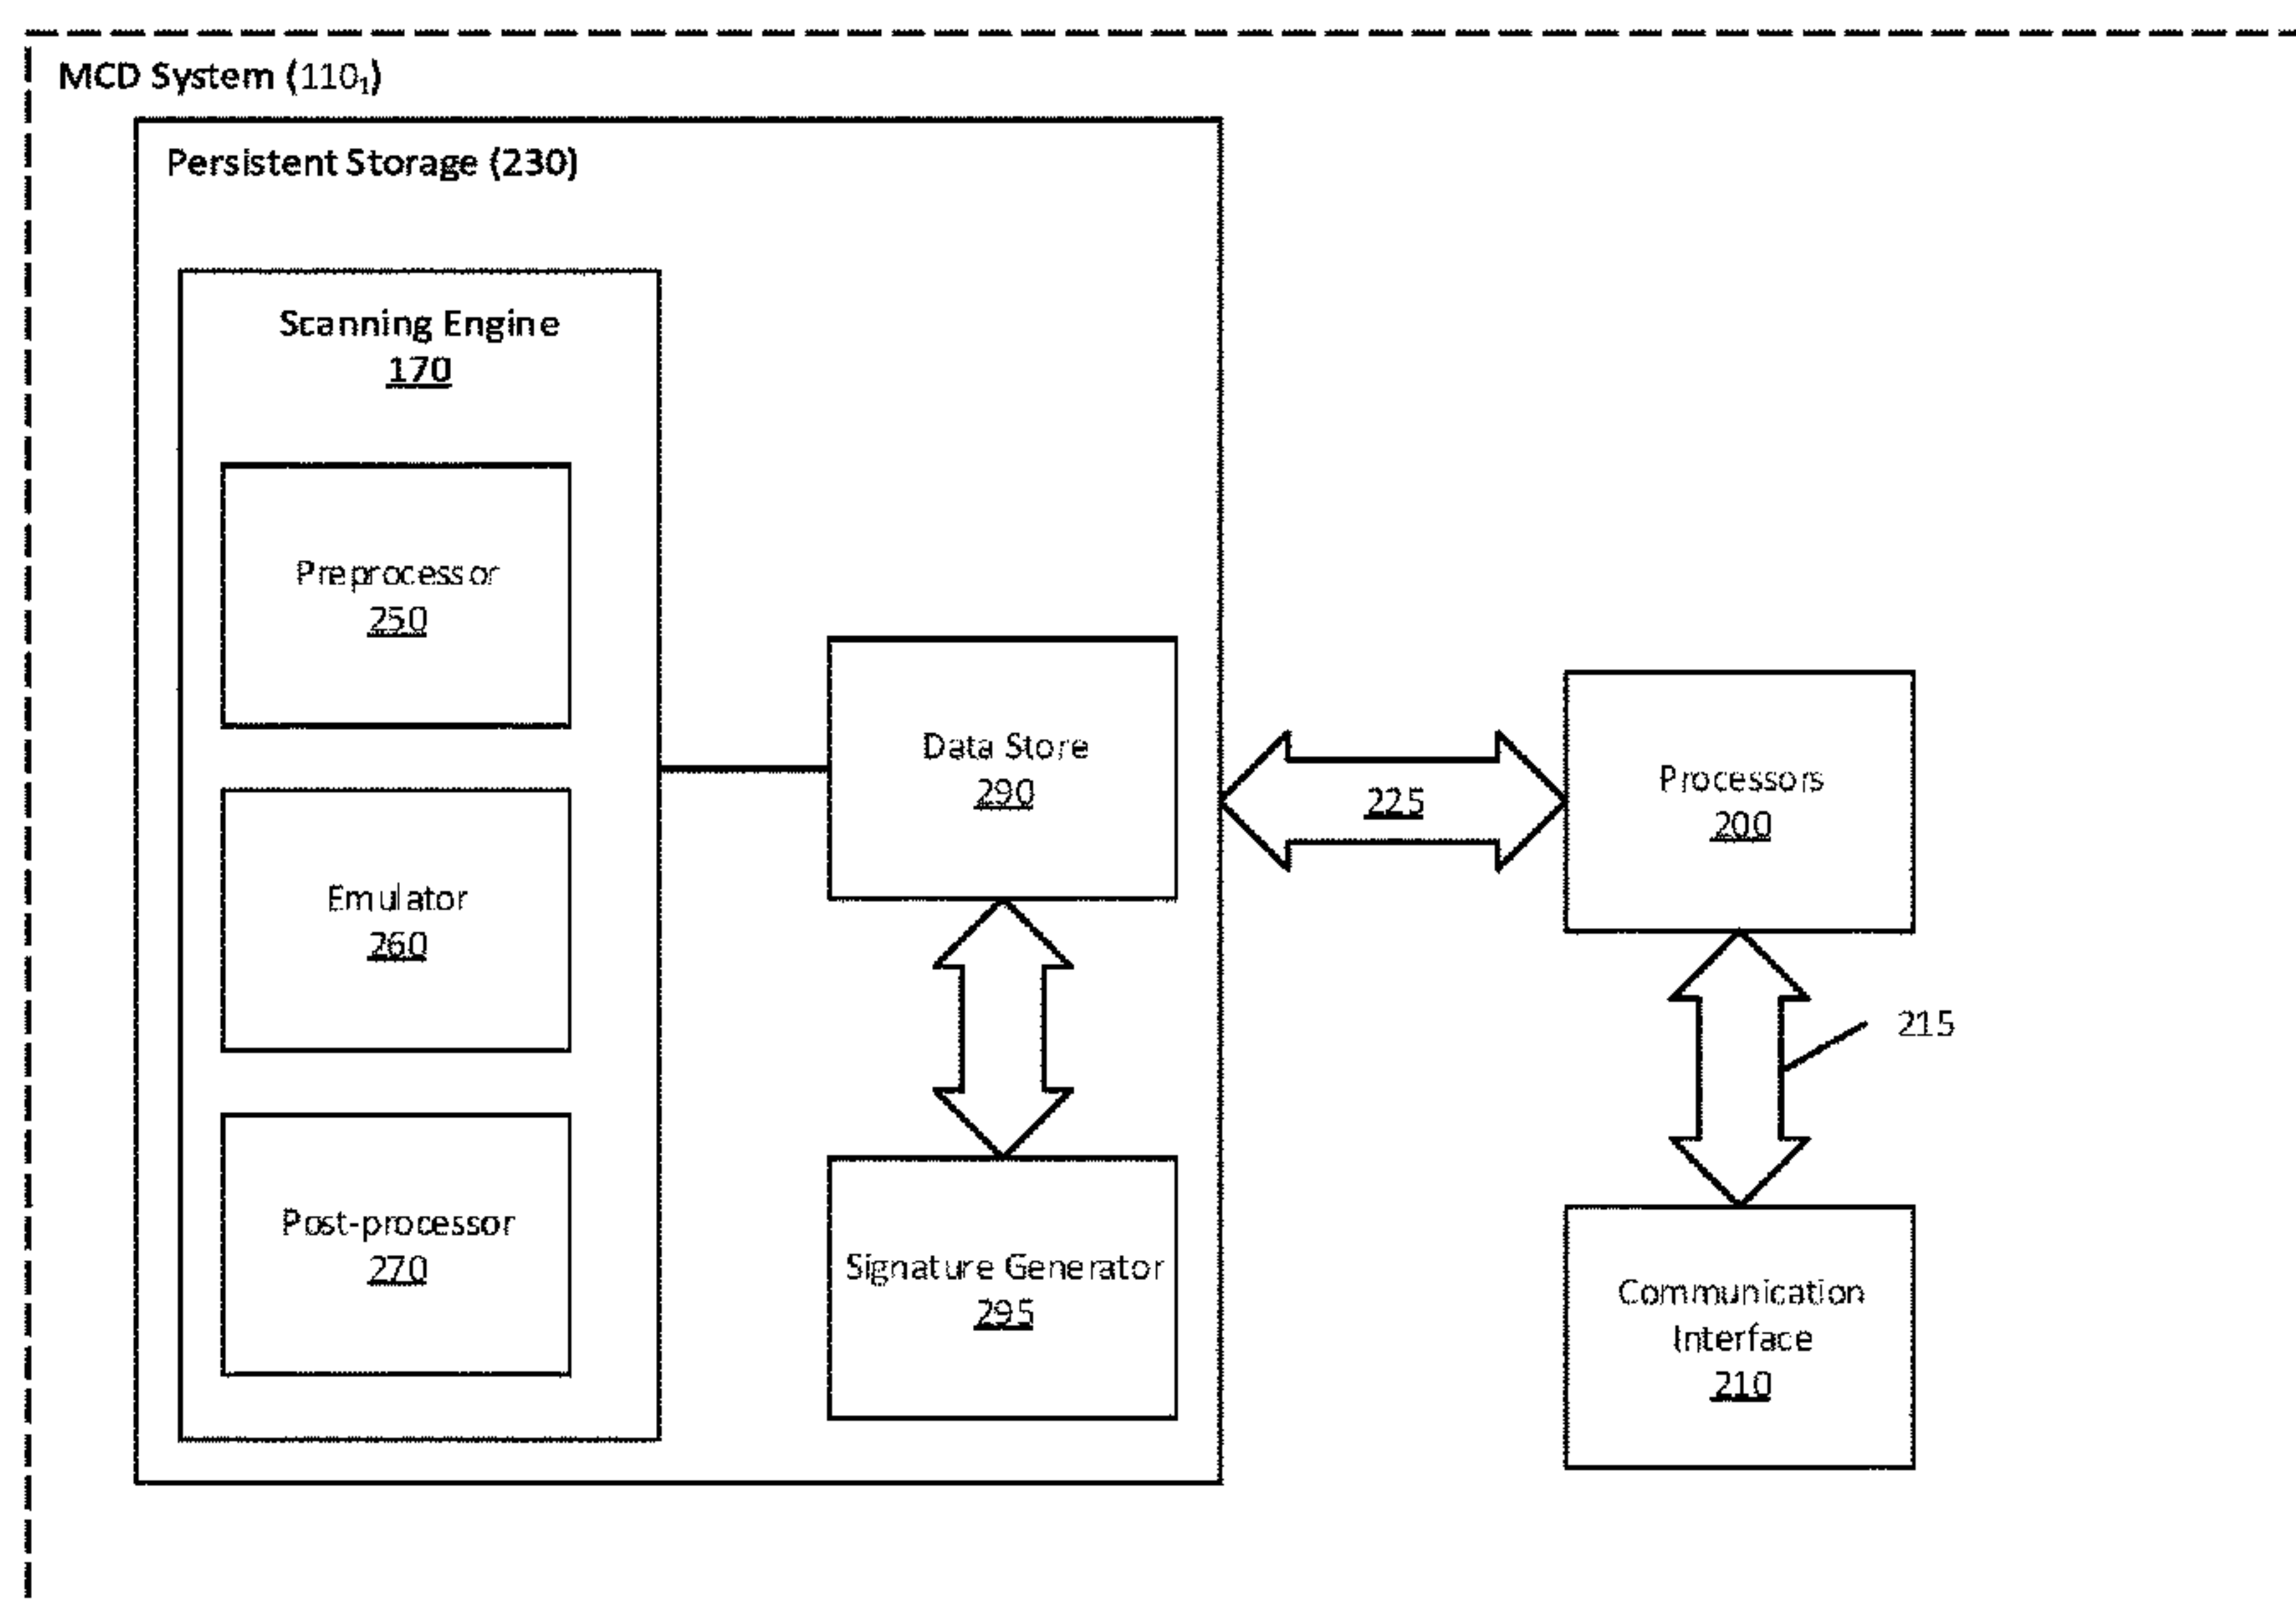 MCD System (110₁)
Persistent Storage (230)
Scanning Engine
170
Preprocessor
250
Emulator
260
Post-processor
270
Data Store
290
Signature Generator
295
225
Processors
200
215
Communication
Interface
210